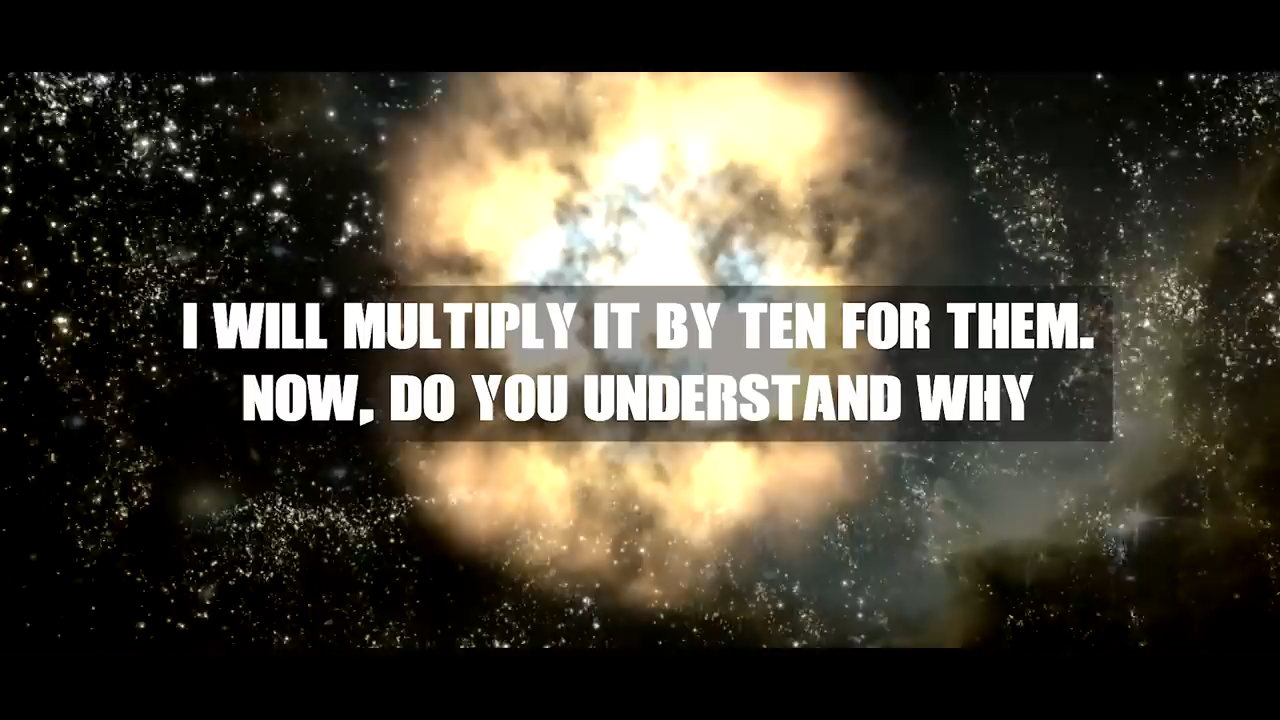 I WILL MULTIPLY IT BY TEN FOR THEM.
NOW, DO YOU UNDERSTAND WHY